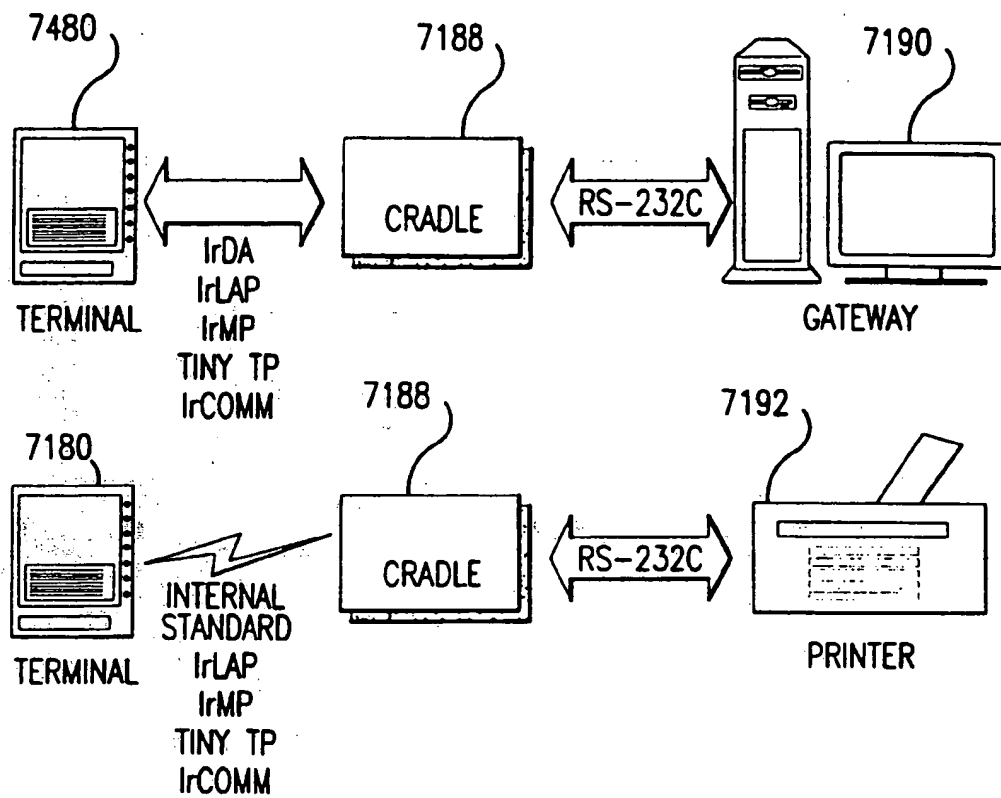 7480
7188
7190
CRADLE
RS-232C
TERMINAL
IrDA
IrLAP
IrMP
TINY TP
IrCOMM
GATEWAY
7180
7188
7192
CRADLE
RS-232C
TERMINAL
INTERNAL
STANDARD
IrLAP
IrMP
TINY TP
IrCOMM
PRINTER